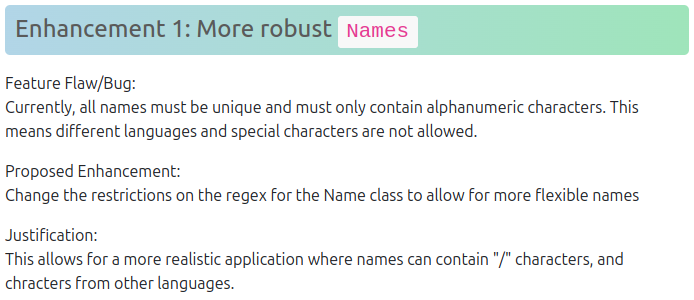 Enhancement 1: More robust Names
Feature Flaw/Bug:
Currently, all names must be unique and must only contain alphanumeric characters. This
means different languages and special characters are not allowed.
Proposed Enhancement:
Change the restrictions on the regex for the Name class to allow for more flexible names
Justification:
This allows for a more realistic application where names can contain "/" characters, and
chracters from other languages.